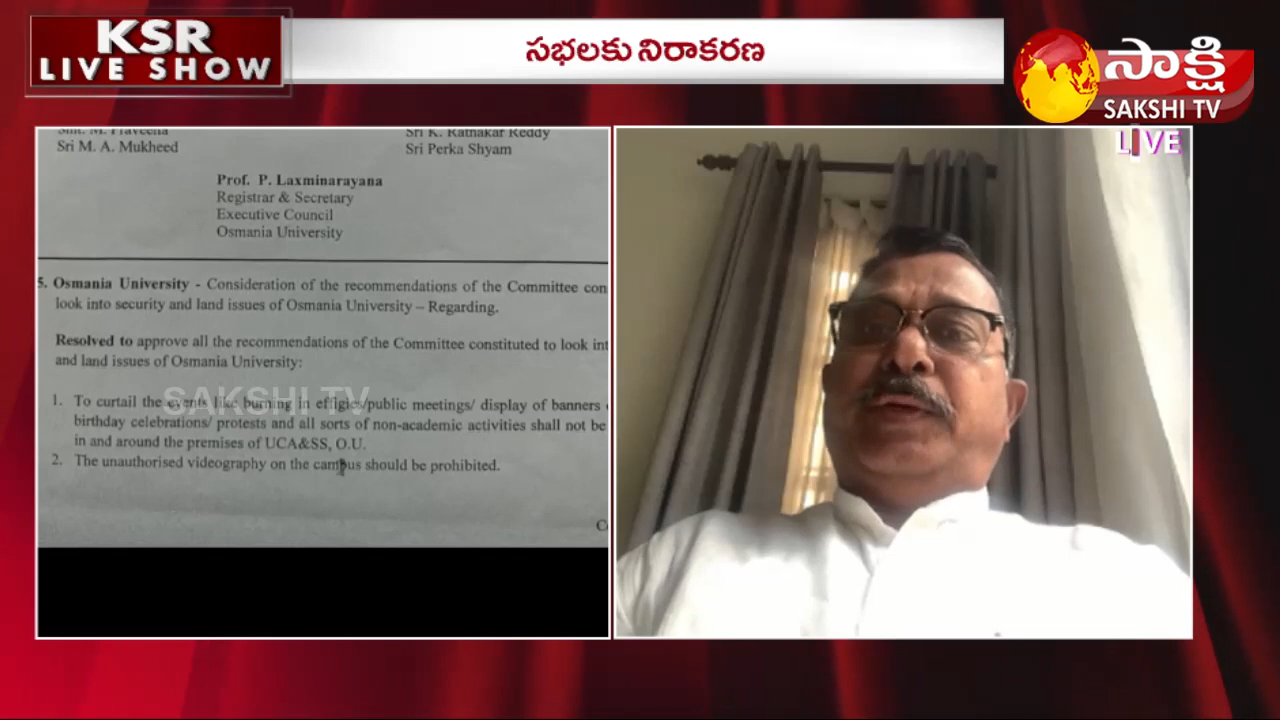 KSR
LIVE SHOW
సభలకు నిరాకరణ
సాక్షి
SAKSHI TV
LIVE
Smt. M. Praveena
Sri K. Ratnakar Reddy
Sri M. A. Mukheed
Sri Perka Shyam
Prof. P. Laxminarayana
Registrar & Secretary
Executive Council
Osmania University
5. Osmania University - Consideration of the recommendations of the Committee con
look into security and land issues of Osmania University – Regarding.
Resolved to approve all the recommendations of the Committee constituted to look int
and land issues of Osmania University:
1. To curtail the events like burning in effigies/public meetings/ display of banners
birthday celebrations/ protests and all sorts of non-academic activities shall not be
in and around the premises of UCA&SS, O.U.
2. The unauthorised videography on the campus should be prohibited.
SAKSHI TV